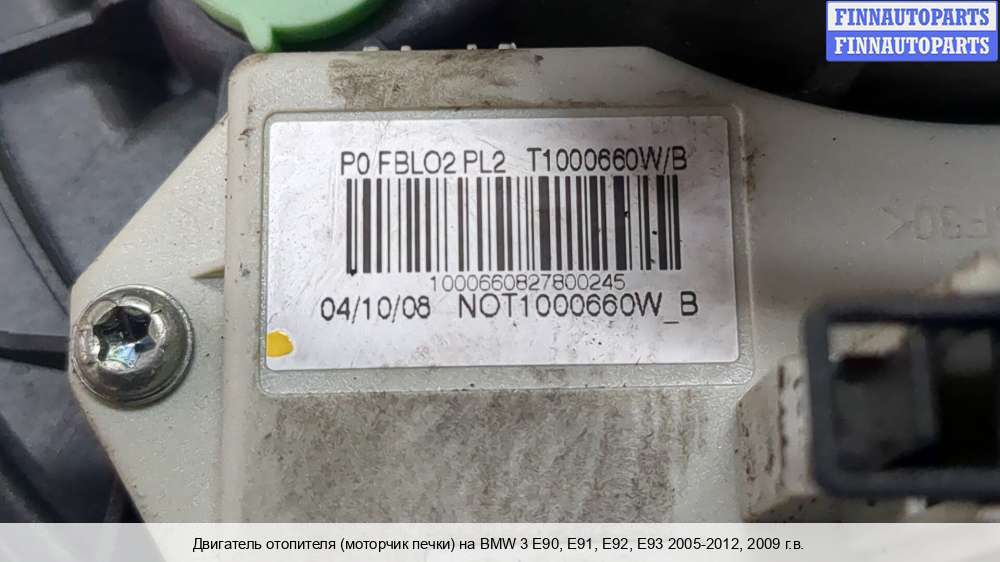 FINNAUTOPARTS
FINNAUTOPARTS
P0 FBLO2 PL2 T1000660W/B
1000660827800245
04/10/08 NOT1000660W_B
Двигатель отопителя (моторчик печки) на BMW 3 E90, E91, E92, E93 2005-2012, 2009 г.в.